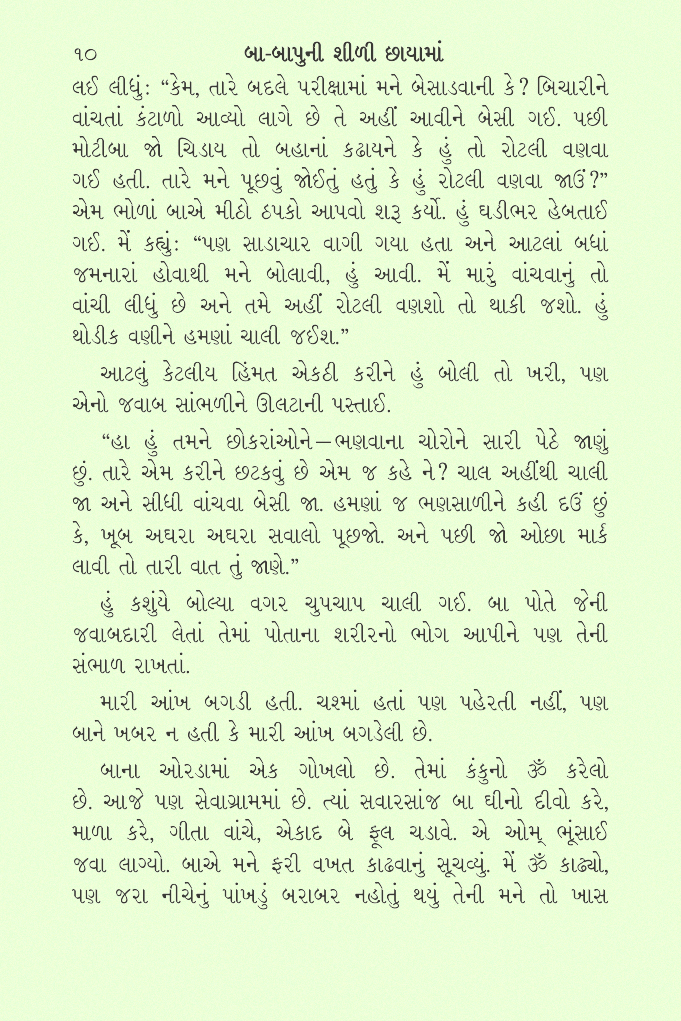 ૧૦ બા-બાપુની શીળી છાયામાં
લઈ લીધું: “કેમ, તારે બદલે પરીક્ષામાં મને બેસાડવાની કે? બિચારીને
વાંચતાં કંટાળો આવ્યો લાગે છે તે અહીં આવીને બેસી ગઈ. પછી
મોટીબા જો ચિડાય તો બહાનાં કઢાયને કે હું તો રોટલી વણવા
ગઈ હતી. તારે મને પૂછવું જોઈતું હતું કે હું રોટલી વણવા જાઉં?”
એમ ભોળાં બાએ મીઠો ઠપકો આપવો શરૂ કર્યો. હું ઘડીભર હેબતાઈ
ગઈ. મેં કહ્યું: “પણ સાડાચાર વાગી ગયા હતા અને આટલાં બધાં
જમનારાં હોવાથી મને બોલાવી, હું આવી. મેં મારું વાંચવાનું તો
વાંચી લીધું છે અને તમે અહીં રોટલી વણશો તો થાકી જશો. હું
થોડીક વણીને હમણાં ચાલી જઈશ.”
આટલું કેટલીય હિંમત એકઠી કરીને હું બોલી તો ખરી, પણ
એનો જવાબ સાંભળીને ઊલટાની પસ્તાઈ.
“હા હું તમને છોકરાંઓને—ભણવાના ચોરોને સારી પેઠે જાણું
છું. તારે એમ કરીને છટકવું છે એમ જ કહે ને? ચાલ અહીંથી ચાલી
જા અને સીધી વાંચવા બેસી જા. હમણાં જ ભણસાળીને કહી દઉં છું
કે, ખૂબ અઘરા અઘરા સવાલો પૂછજો. અને પછી જો ઓછા માર્ક
લાવી તો તારી વાત તું જાણે.”
હું કશુંયે બોલ્યા વગર ચુપચાપ ચાલી ગઈ. બા પોતે જેની
જવાબદારી લેતાં તેમાં પોતાના શરીરનો ભોગ આપીને પણ તેની
સંભાળ રાખતાં.
મારી આંખ બગડી હતી. ચશ્માં હતાં પણ પહેરતી નહીં, પણ
બાને ખબર ન હતી કે મારી આંખ બગડેલી છે.
બાના ઓરડામાં એક ગોખલો છે. તેમાં કંકુનો ૐ કરેલો
છે. આજે પણ સેવાગ્રામમાં છે. ત્યાં સવારસાંજ બા ઘીનો દીવો કરે,
માળા કરે, ગીતા વાંચે, એકાદ બે ફૂલ ચડાવે. એ ઓમ્ ભૂંસાઈ
જવા લાગ્યો. બાએ મને ફરી વખત કાઢવાનું સૂચવ્યું. મેં ૐ કાઢ્યો,
પણ જરા નીચેનું પાંખડું બરાબર નહોતું થયું તેની મને તો ખાસ